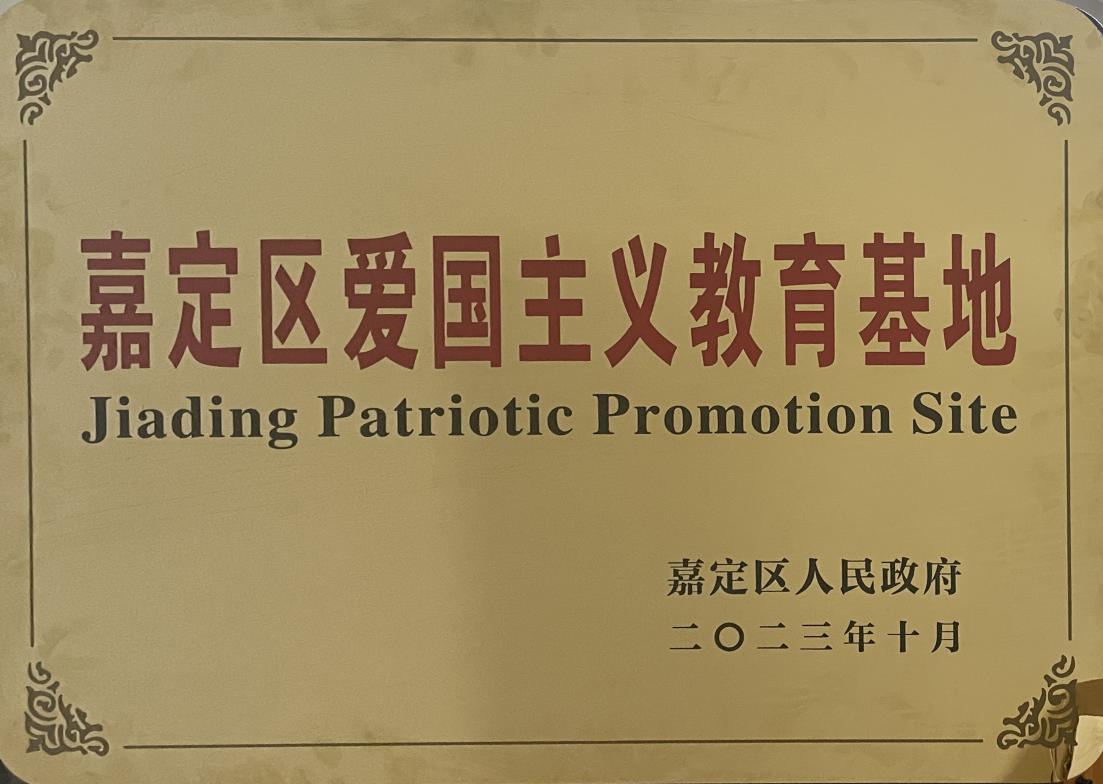 嘉定区爱国主义教育基地
Jiading Patriotic Promotion Site
嘉定区人民政府
二〇二三年十月